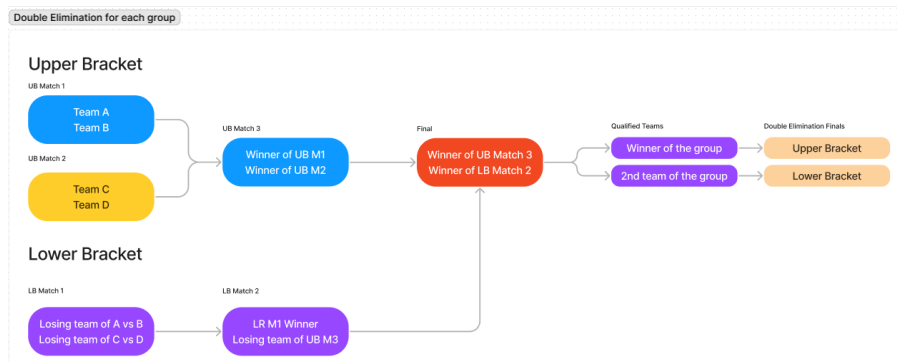 Double Elimination for each group
Upper Bracket
UB Match 1
Team A
Team B
UB Match 2
Team C
Team D
UB Match 3
Winner of UB M1
Winner of UB M2
Final
Winner of UB Match 3
Winner of LB Match 2
Qualified Teams
Winner of the group
2nd team of the group
Double Elimination Finals
Upper Bracket
Lower Bracket
Lower Bracket
LB Match 1
Losing team of A vs B
Losing team of C vs D
LB Match 2
LR M1 Winner
Losing team of UB M3